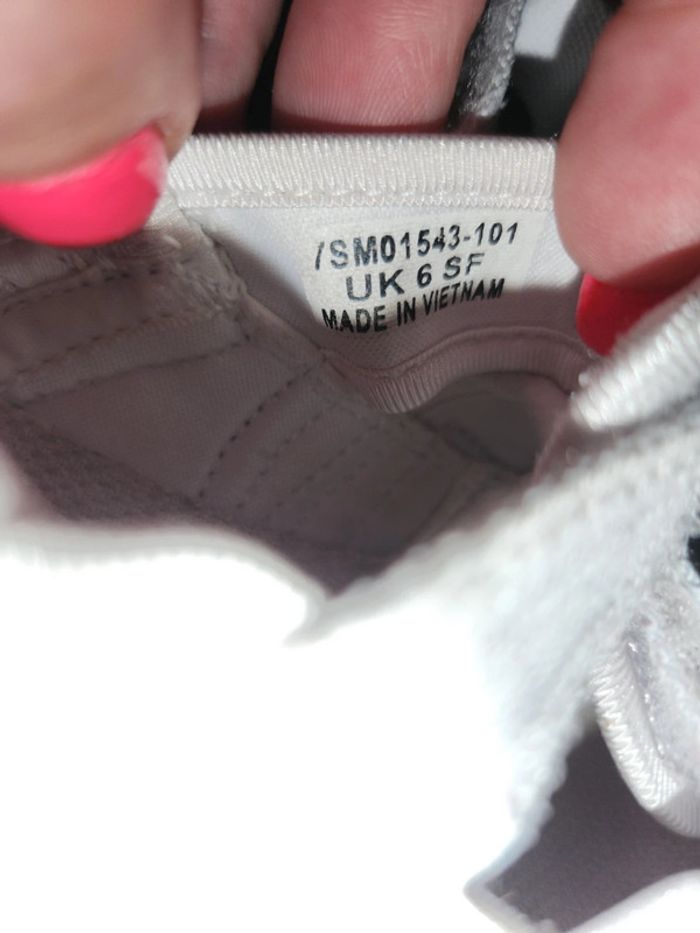 /SM01543-101
UK 6 SF
MADE IN VIETNAM